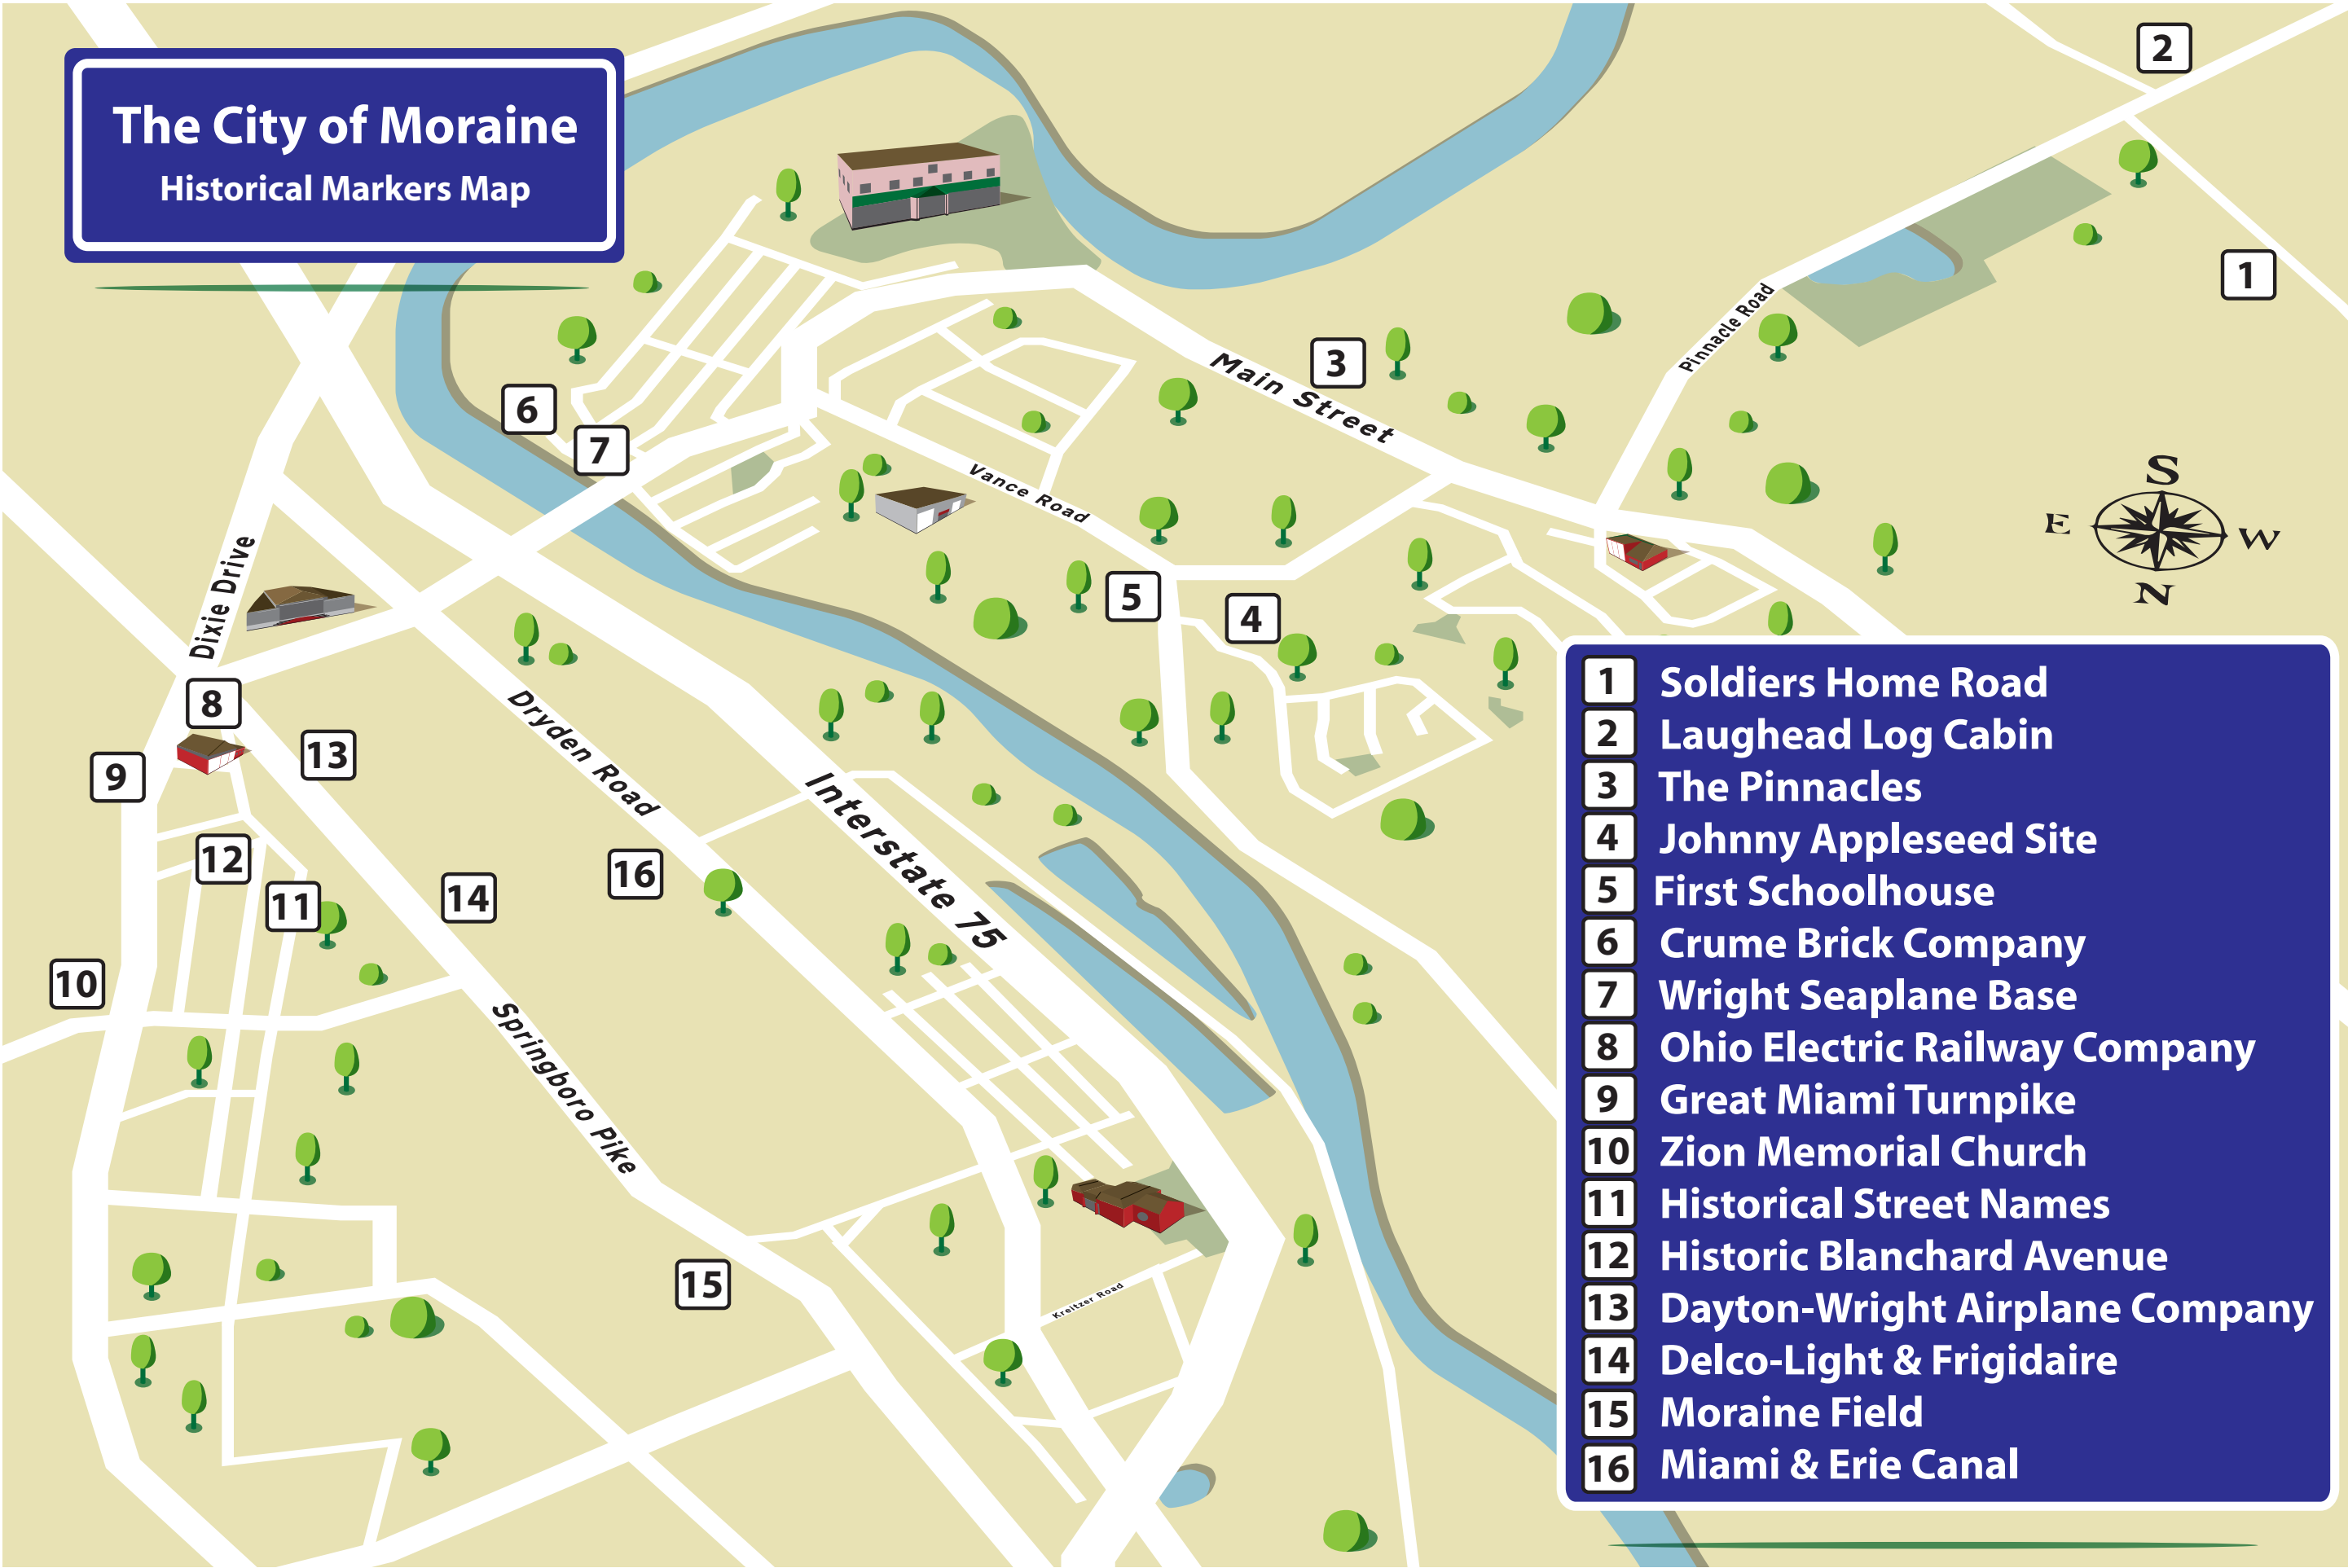 The City of Moraine
Historical Markers Map
2
1
Pinnacle Road
3
Main Street
6
7
Vance Road
S
E
W
N
Dixie Drive
5
4
8
13
9
Dryden Road
12
16
11
14
Interstate 75
10
Springboro Pike
15
Kreitzer Road
1 Soldiers Home Road
2 Laughead Log Cabin
3 The Pinnacles
4 Johnny Appleseed Site
5 First Schoolhouse
6 Crume Brick Company
7 Wright Seaplane Base
8 Ohio Electric Railway Company
9 Great Miami Turnpike
10 Zion Memorial Church
11 Historical Street Names
12 Historic Blanchard Avenue
13 Dayton-Wright Airplane Company
14 Delco-Light & Frigidaire
15 Moraine Field
16 Miami & Erie Canal